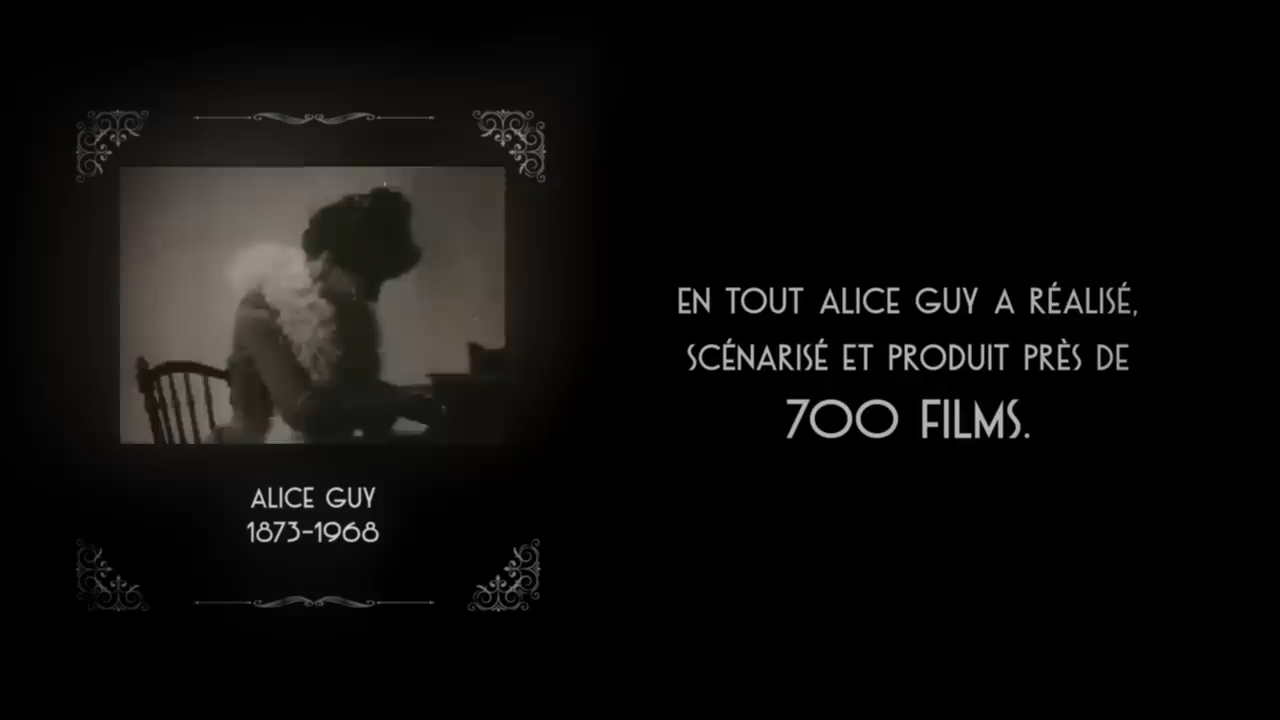 ALICE GUY
1873-1968
EN TOUT ALICE GUY A RÉALISÉ,
SCÉNARISÉ ET PRODUIT PRÈS DE
700 FILMS.